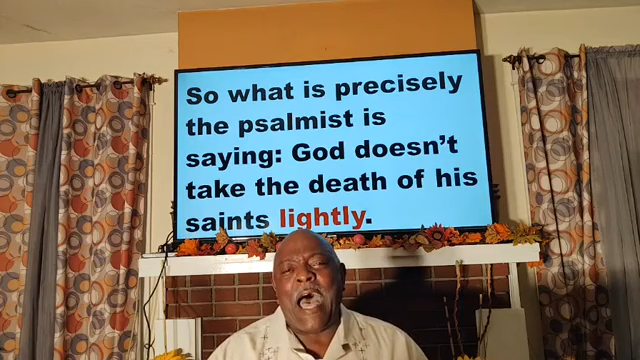 So what is precisely
the psalmist is
saying: God doesn't
take the death of his
saints lightly.